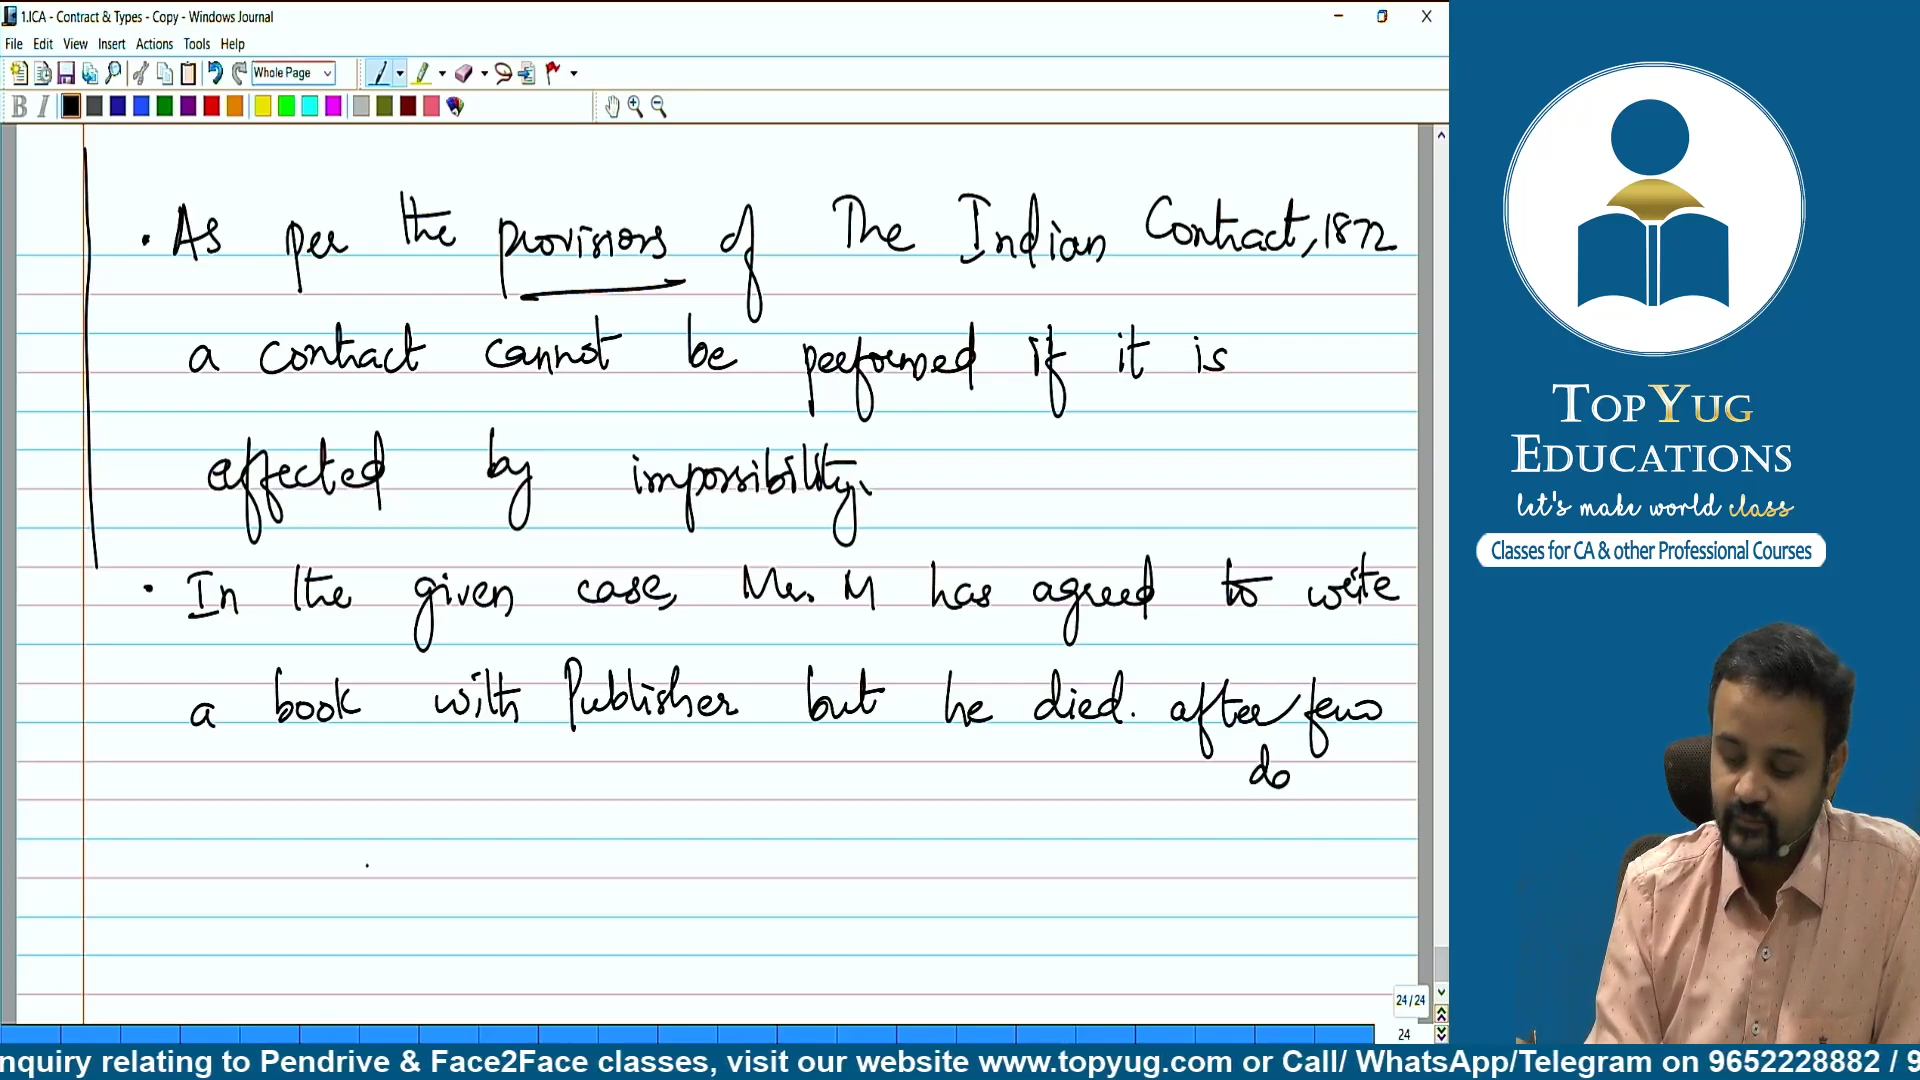 1.ICA - Contract & Types - Copy - Windows Journal
File Edit View Insert Actions Tools Help
Whole Page
B I
. As per the provisions of The Indian Contract, 1872
a contract cannot be performed if it is
effected by impossibility.
. In the given case, Mr. M has agreed to write
a book with Publisher but he died. after few
do
24 / 24
24
TOPYUG
EDUCATIONS
let's make world class
Classes for CA & other Professional Courses
nquiry relating to Pendrive & Face2Face classes, visit our website www.topyug.com or Call/ WhatsApp/Telegram on 9652228882 / 9